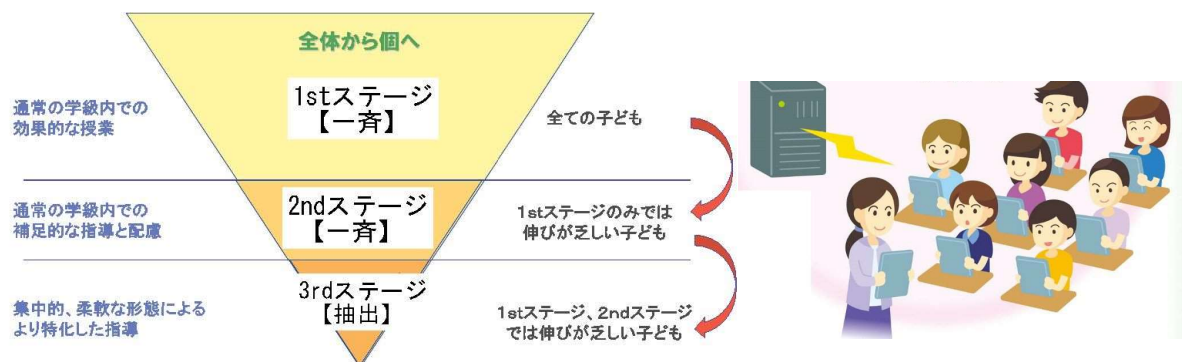 全体から個へ
通常の学級内での
効果的な授業
1stステージ
【一斉】
全ての子ども
通常の学級内での
補足的な指導と配慮
2ndステージ
【一斉】
1stステージのみでは
伸びが乏しい子ども
集中的、柔軟な形態による
より特化した指導
3rdステージ
【抽出】
1stステージ、2ndステージ
では伸びが乏しい子ども